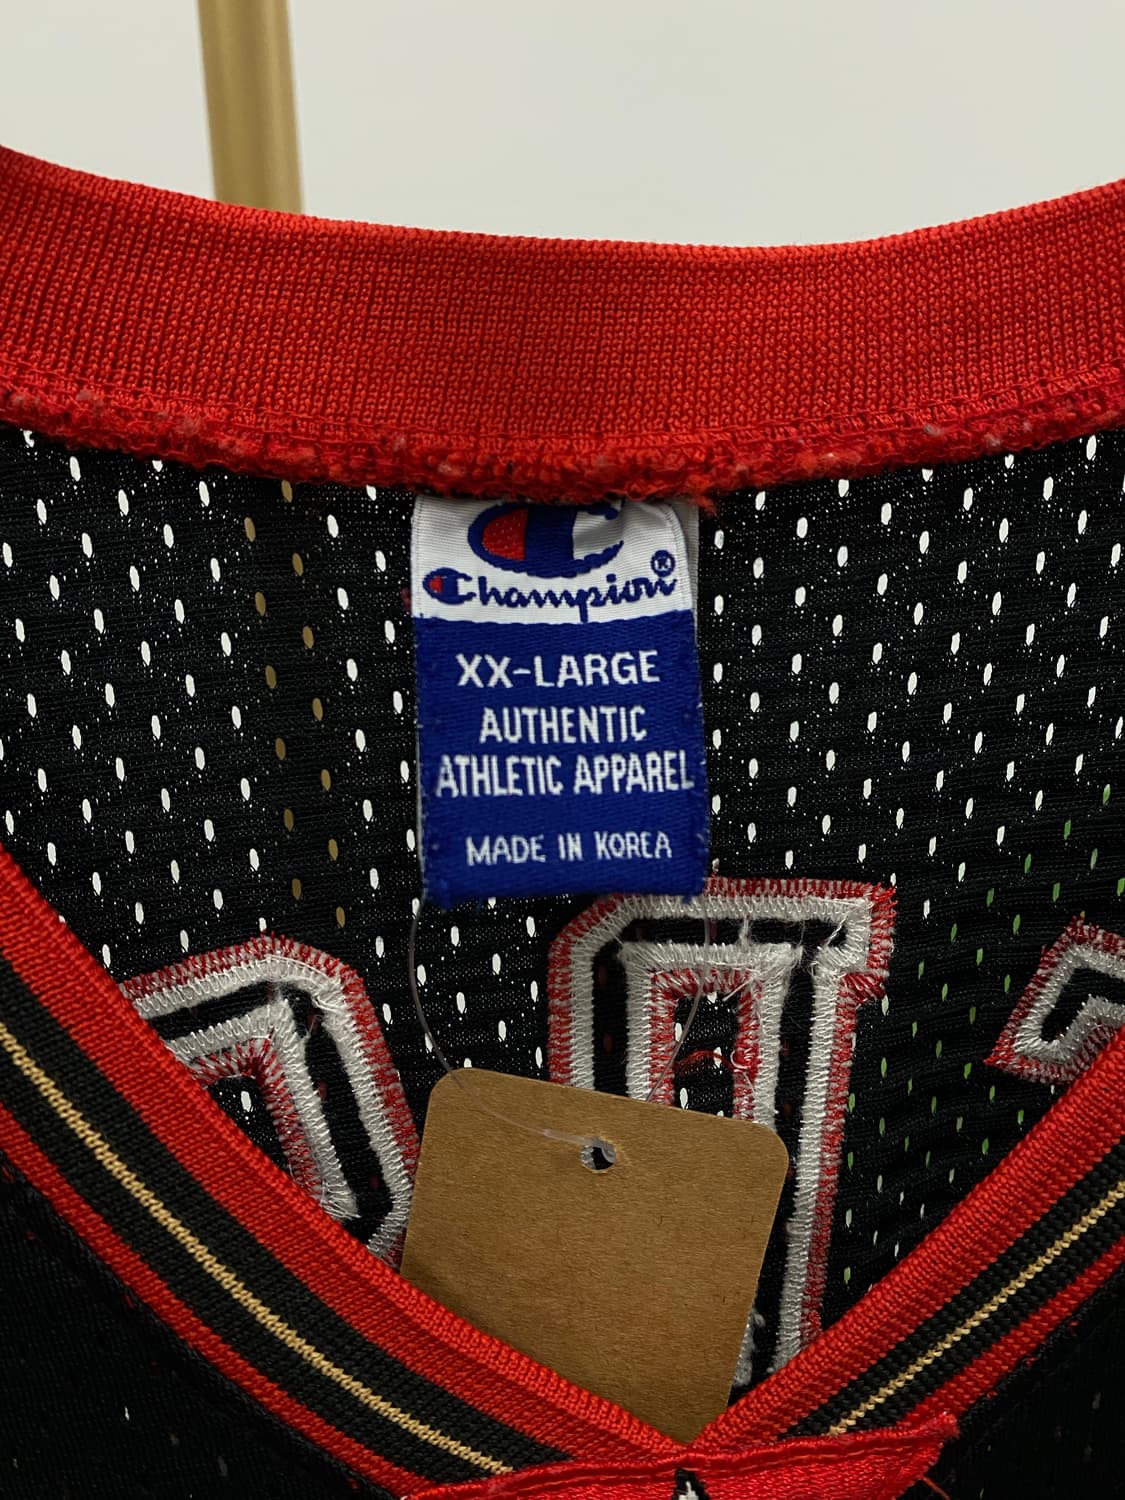 Champion®
XX-LARGE
AUTHENTIC
ATHLETIC APPAREL
MADE IN KOREA